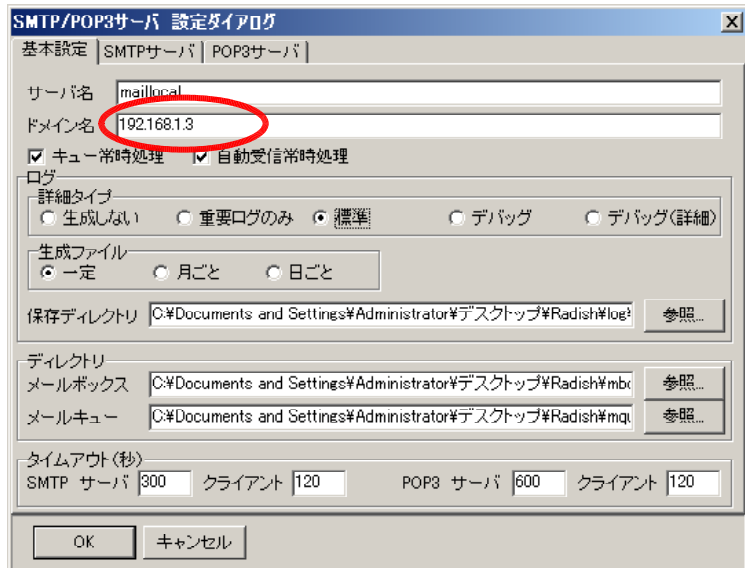 SMTP/POP3サーバ 設定ダイアログ
基本設定 SMTPサーバ POP3サーバ
サーバ名 maillocal
ドメイン名 192.168.1.3
キュー常時処理 自動受信常時処理
ログ
詳細タイプ
生成しない 重要ログのみ 標準 デバッグ デバッグ(詳細)
生成ファイル
一定 月ごと 日ごと
保存ディレクトリ C:¥Documents and Settings¥Administrator¥デスクトップ¥Radish¥log¥ 参照...
ディレクトリ
メールボックス C:¥Documents and Settings¥Administrator¥デスクトップ¥Radish¥mbo 参照...
メールキュー C:¥Documents and Settings¥Administrator¥デスクトップ¥Radish¥mqu 参照...
タイムアウト(秒)
SMTP サーバ 300 クライアント 120 POP3 サーバ 600 クライアント 120
OK キャンセル